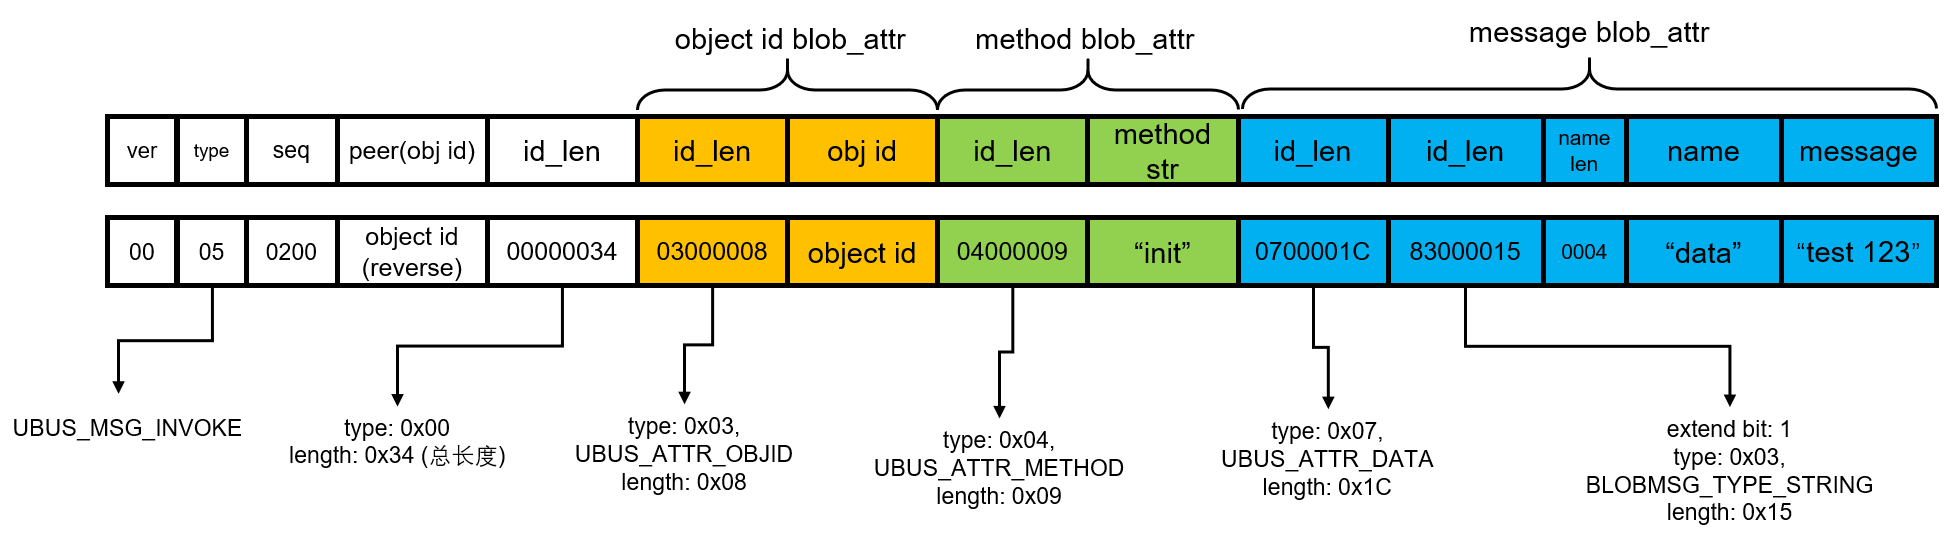 object id blob_attr
method blob_attr
message blob_attr
ver
type
seq
peer(obj id)
id_len
id_len
obj id
id_len
method
str
id_len
id_len
name
len
name
message
00
05
0200
object id
(reverse)
00000034
03000008
object id
04000009
“init”
0700001C
83000015
0004
“data”
“test 123”
UBUS_MSG_INVOKE
type: 0x00
length: 0x34 (总长度)
type: 0x03,
UBUS_ATTR_OBJID
length: 0x08
type: 0x04,
UBUS_ATTR_METHOD
length: 0x09
type: 0x07,
UBUS_ATTR_DATA
length: 0x1C
extend bit: 1
type: 0x03,
BLOBMSG_TYPE_STRING
length: 0x15